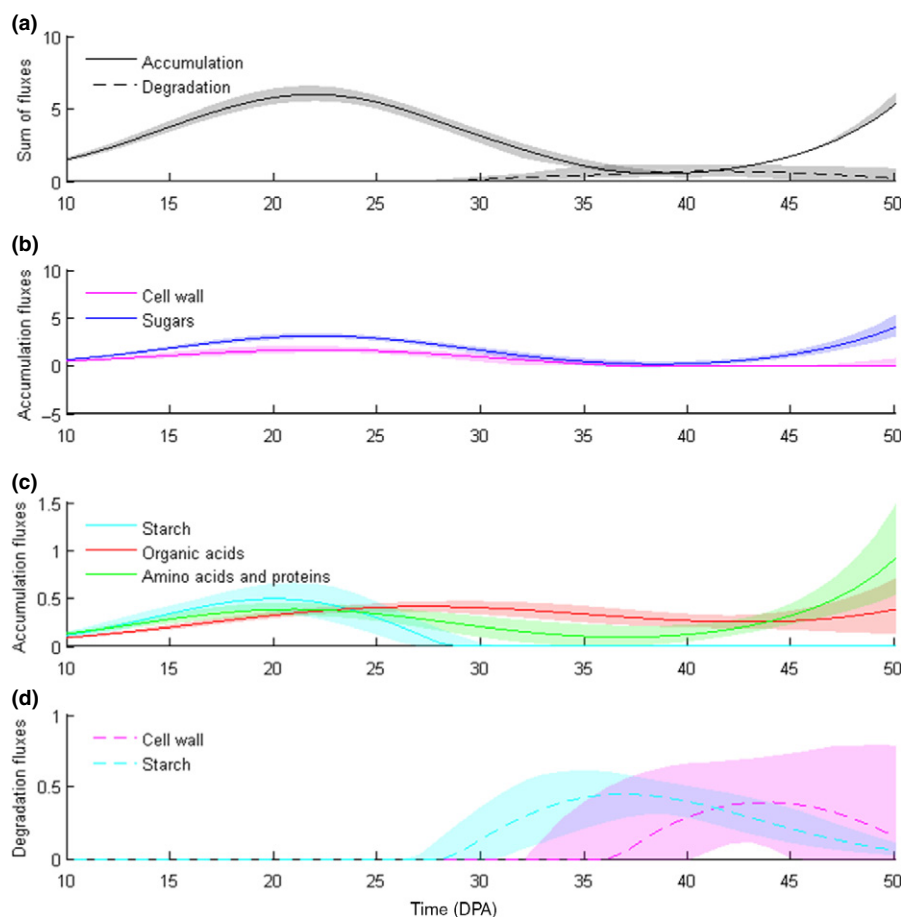 (a)
Sum of fluxes
10
5
0
Accumulation
Degradation
10 15 20 25 30 35 40 45 50
(b)
Accumulation fluxes
10
5
0
−5
Cell wall
Sugars
10 15 20 25 30 35 40 45 50
(c)
Accumulation fluxes
1.5
1
0.5
0
Starch
Organic acids
Amino acids and proteins
10 15 20 25 30 35 40 45 50
(d)
Degradation fluxes
1
0.5
0
Cell wall
Starch
10 15 20 25 30 35 40 45 50
Time (DPA)